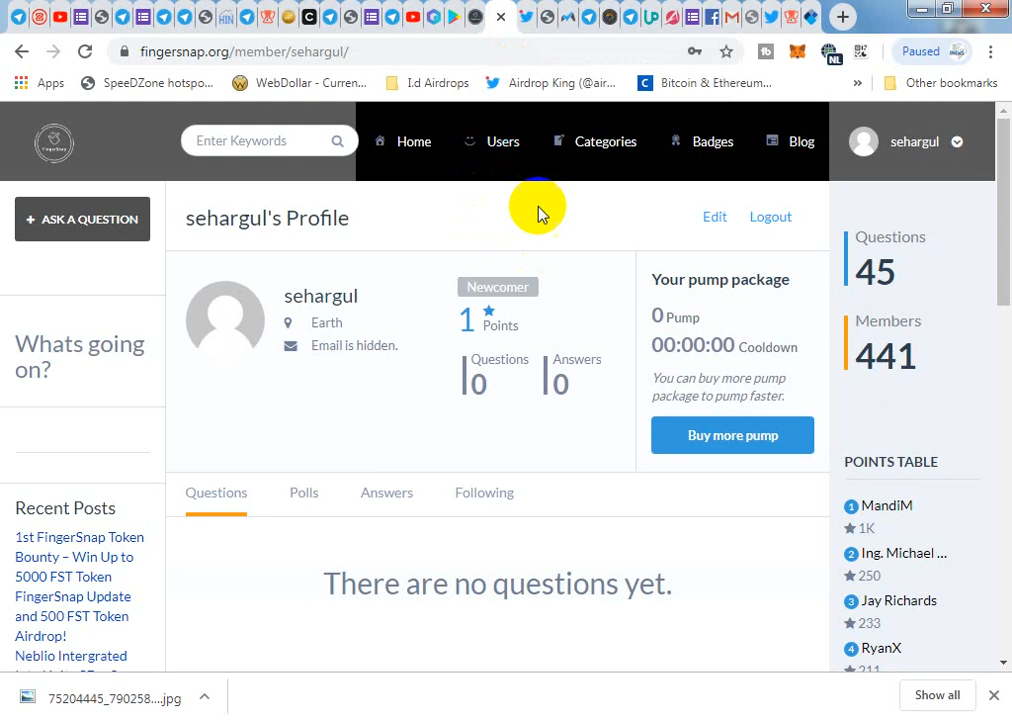 fingersnap.org/member/sehargul/
Paused
NL
Apps
SpeeDZone hotspo...
WebDollar - Curren...
I.d Airdrops
Airdrop King (@air...
Bitcoin & Ethereum...
»
Other bookmarks
FingerSnap
Enter Keywords
Home
Users
Categories
Badges
Blog
sehargul
+ ASK A QUESTION
Whats going
on?
Recent Posts
1st FingerSnap Token
Bounty – Win Up to
5000 FST Token
FingerSnap Update
and 500 FST Token
Airdrop!
Neblio Intergrated
sehargul's Profile
Edit
Logout
sehargul
Earth
Email is hidden.
Newcomer
1 Points
Questions
0
Answers
0
Your pump package
0 Pump
00:00:00 Cooldown
You can buy more pump
package to pump faster.
Buy more pump
Questions
Polls
Answers
Following
There are no questions yet.
Questions
45
Members
441
POINTS TABLE
1 MandiM
1K
2 Ing. Michael ...
250
3 Jay Richards
233
4 RyanX
211
75204445_790258....jpg
Show all